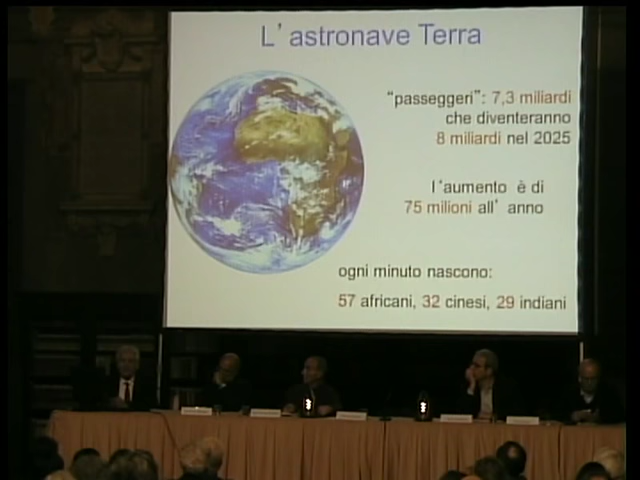 L' astronave Terra
"passeggeri": 7,3 miliardi
che diventeranno
8 miliardi nel 2025
l'aumento è di
75 milioni all' anno
ogni minuto nascono:
57 africani, 32 cinesi, 29 indiani